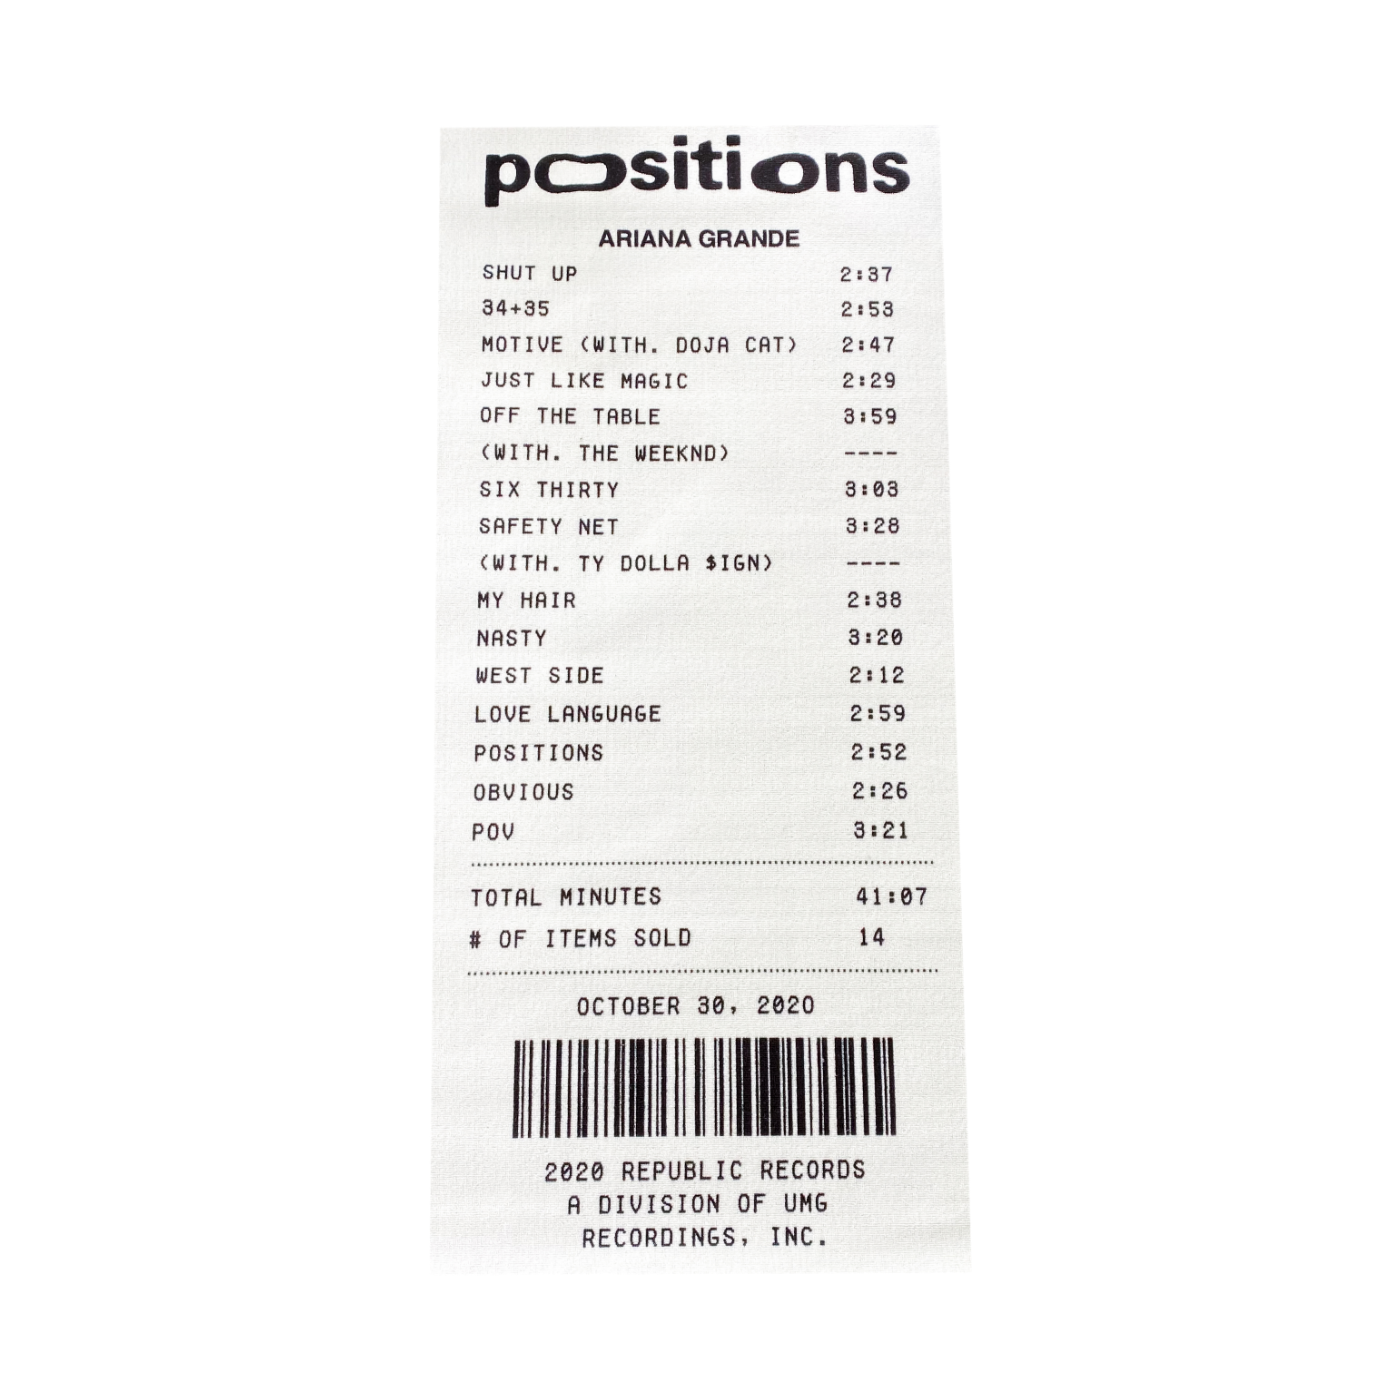 positions
ARIANA GRANDE
SHUT UP 2:37
34+35 2:53
MOTIVE (WITH. DOJA CAT) 2:47
JUST LIKE MAGIC 2:29
OFF THE TABLE 3:59
(WITH. THE WEEKND) ----
SIX THIRTY 3:03
SAFETY NET 3:28
(WITH. TY DOLLA $IGN) ----
MY HAIR 2:38
NASTY 3:20
WEST SIDE 2:12
LOVE LANGUAGE 2:59
POSITIONS 2:52
OBVIOUS 2:26
POV 3:21
TOTAL MINUTES 41:07
# OF ITEMS SOLD 14
OCTOBER 30, 2020
2020 REPUBLIC RECORDS
A DIVISION OF UMG
RECORDINGS, INC.